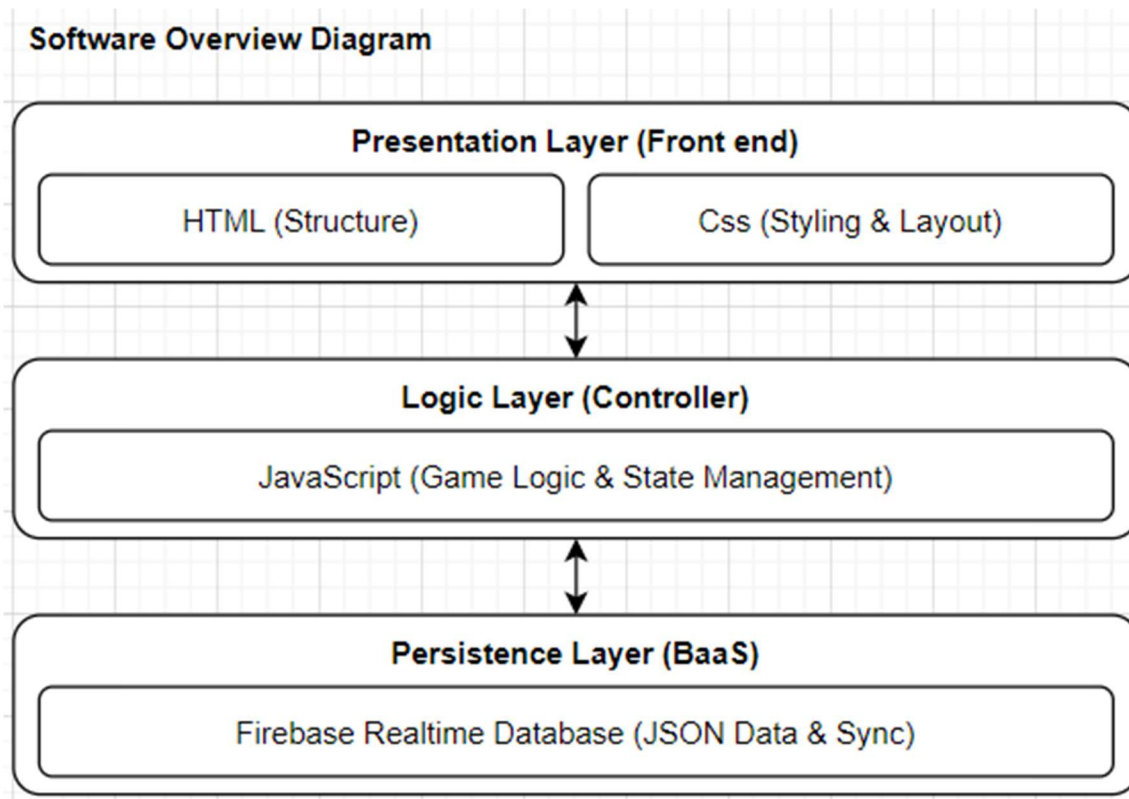 Software Overview Diagram
Presentation Layer (Front end)
HTML (Structure)
Css (Styling & Layout)
Logic Layer (Controller)
JavaScript (Game Logic & State Management)
Persistence Layer (BaaS)
Firebase Realtime Database (JSON Data & Sync)